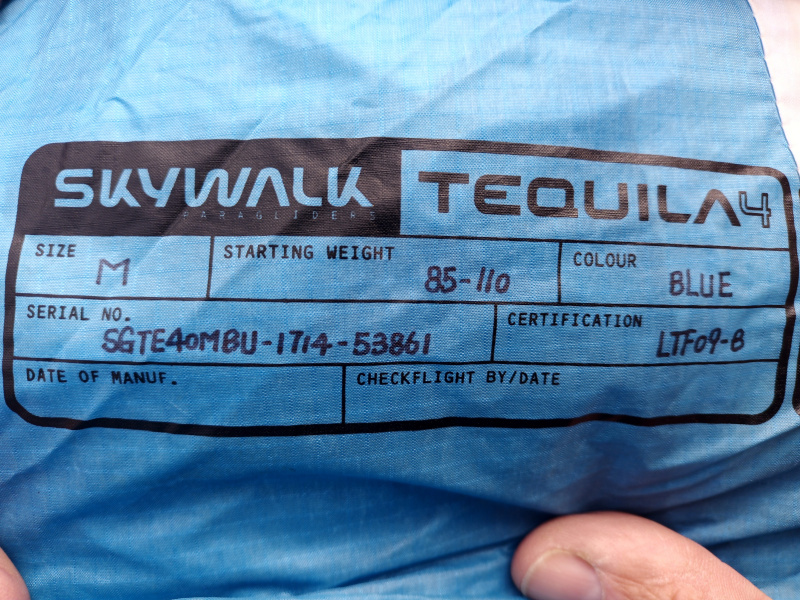 SKYWALK TEQUILA4
PARAGLIDERS
SIZE M STARTING WEIGHT 85-110 COLOUR BLUE
SERIAL NO. SGTE40MBU-1714-53861 CERTIFICATION LTF09-B
DATE OF MANUF. CHECKFLIGHT BY/DATE